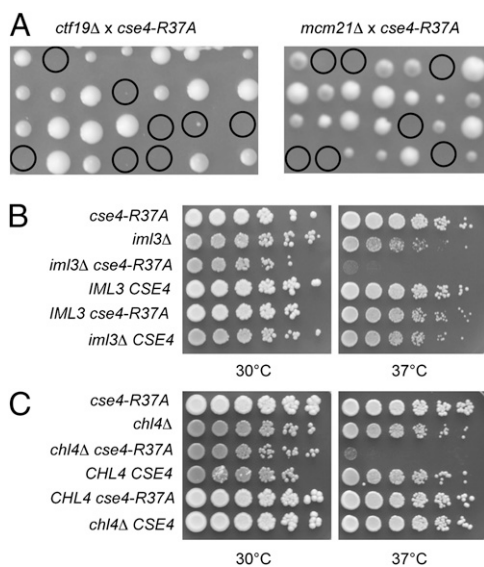 A
ctf19Δ x cse4-R37A
mcm21Δ x cse4-R37A
B
cse4-R37A
iml3Δ
iml3Δ cse4-R37A
IML3 CSE4
IML3 cse4-R37A
iml3Δ CSE4
30°C
37°C
C
cse4-R37A
chl4Δ
chl4Δ cse4-R37A
CHL4 CSE4
CHL4 cse4-R37A
chl4Δ CSE4
30°C
37°C